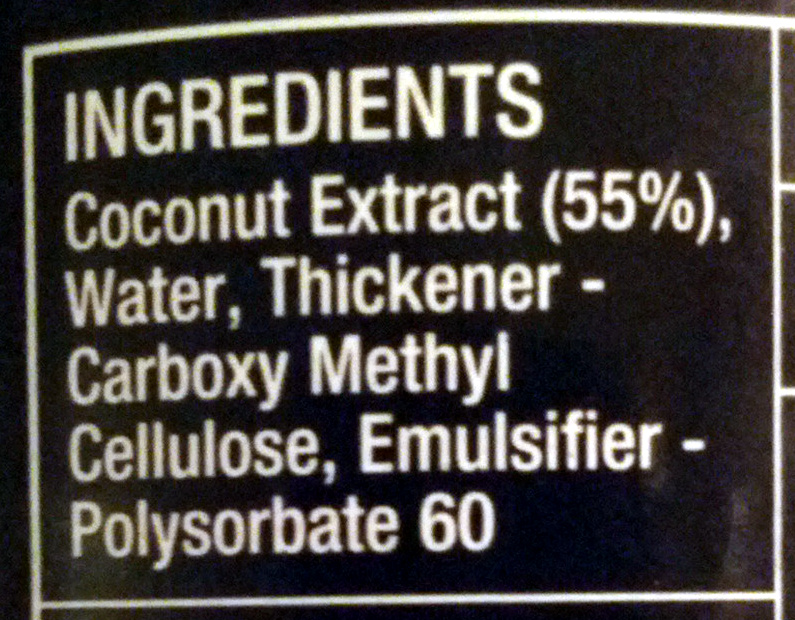 INGREDIENTS
Coconut Extract (55%),
Water, Thickener -
Carboxy Methyl
Cellulose, Emulsifier -
Polysorbate 60